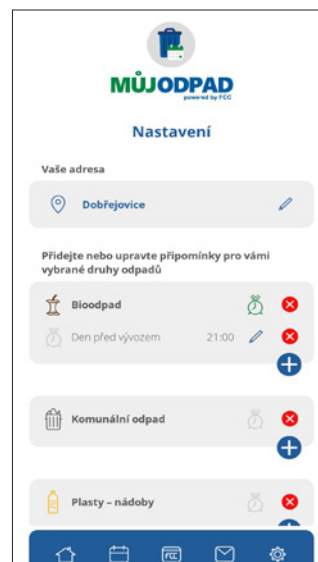 MŮJODPAD
powered by FCC
Nastavení
Vaše adresa
Dobřejovice
Přidejte nebo upravte připomínky pro vámi
vybrané druhy odpadů
Bioodpad
Den před vývozem 21:00
Komunální odpad
Plasty – nádoby
FCC